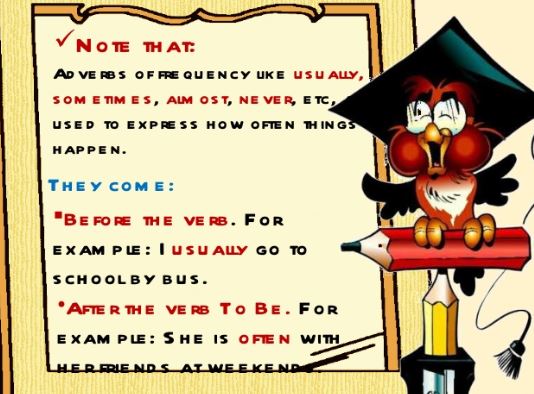 ✓Note that:
Adverbs of frequency like usually,
sometimes, almost, never, etc,
used to express how often things
happen.
They come:
▪Before the verb. For
example: I usually go to
school by bus.
•After the verb To Be. For
example: She is often with
her friends at weekends.